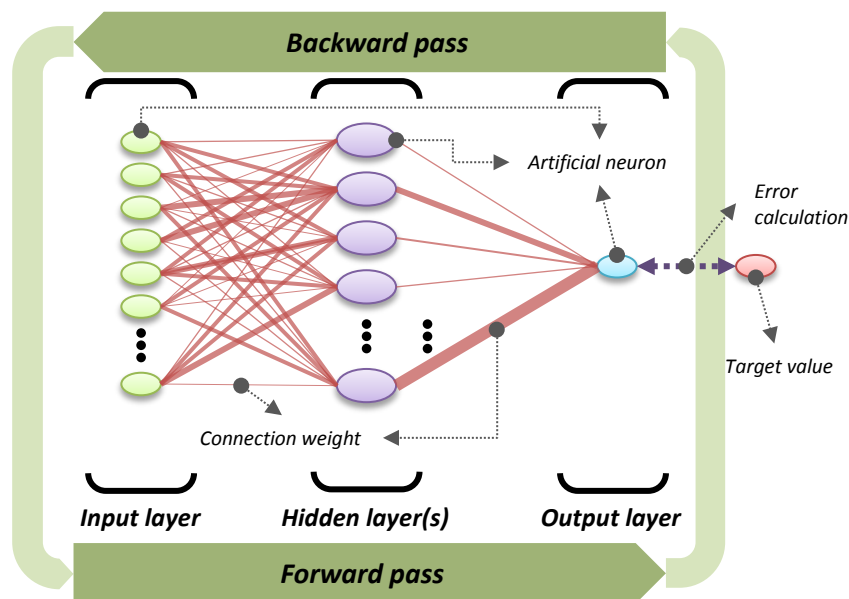 Backward pass
Artificial neuron
Error
calculation
Target value
Connection weight
Input layer
Hidden layer(s)
Output layer
Forward pass